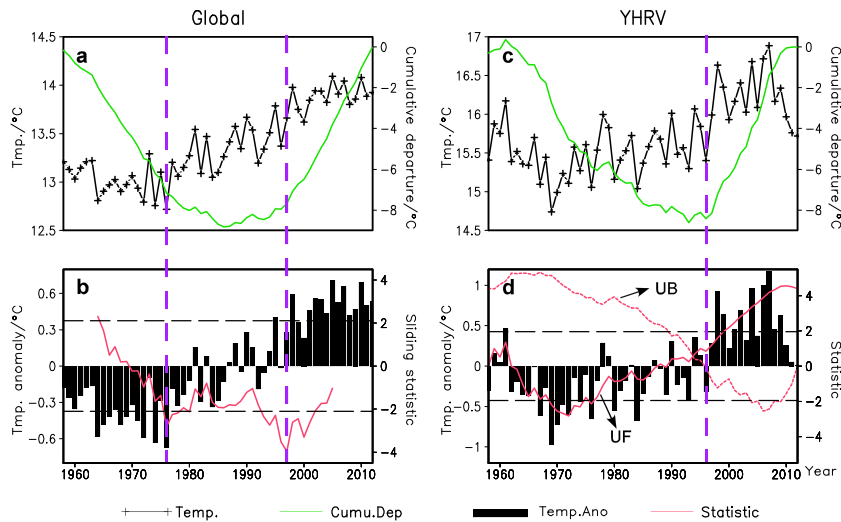 Global
YHRV
a
14.5
14
13.5
13
12.5
Tmp./°C
0
−2
−4
−6
−8
Cumulative departure/°C
c
17
16.5
16
15.5
15
14.5
Tmp./°C
0
−2
−4
−6
−8
Cumulative departure/°C
b
0.6
0.3
0
−0.3
−0.6
Tmp. anomaly/°C
4
2
0
−2
−4
Sliding statistic
1960 1970 1980 1990 2000 2010
d
UB
UF
1
0.5
0
−0.5
−1
Tmp. anomaly/°C
4
2
0
−2
−4
Statistic
1960 1970 1980 1990 2000 2010 Year
Temp. Cumu.Dep Temp.Ano Statistic